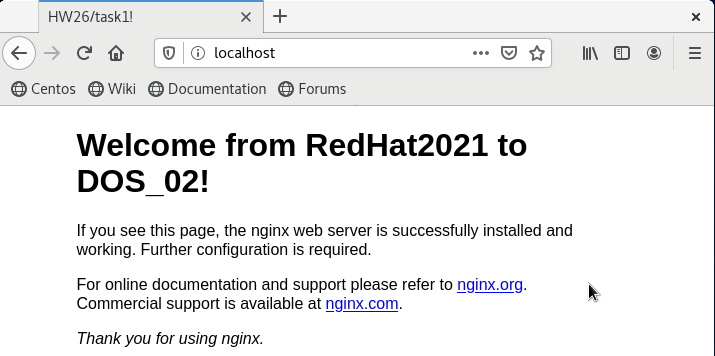 HW26/task1!
localhost
Centos Wiki Documentation Forums
Welcome from RedHat2021 to
DOS_02!
If you see this page, the nginx web server is successfully installed and
working. Further configuration is required.
For online documentation and support please refer to nginx.org.
Commercial support is available at nginx.com.
Thank you for using nginx.